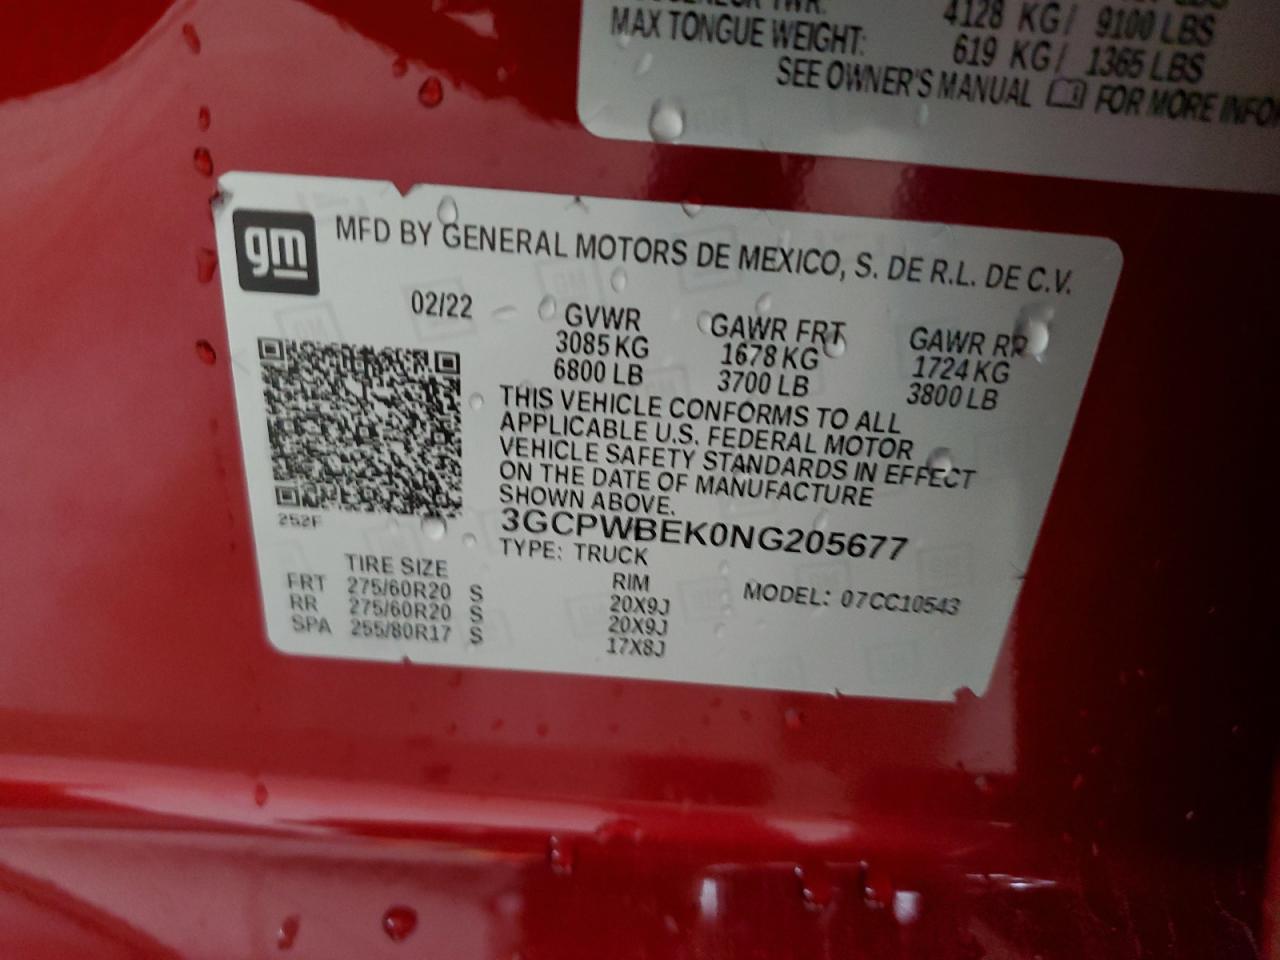 4128 KG/ 9100 LBS
MAX TONGUE WEIGHT: 619 KG/ 1365 LBS
SEE OWNER'S MANUAL FOR MORE
gm
MFD BY GENERAL MOTORS DE MEXICO, S. DE R.L. DE C.V.
02/22 GVWR GAWR FRT GAWR RR
3085 KG 1678 KG 1724 KG
6800 LB 3700 LB 3800 LB
THIS VEHICLE CONFORMS TO ALL
APPLICABLE U.S. FEDERAL MOTOR
VEHICLE SAFETY STANDARDS IN EFFECT
ON THE DATE OF MANUFACTURE
SHOWN ABOVE.
252F
3GCPWBEK0NG205677
TYPE: TRUCK
MODEL: 07CC10543
TIRE SIZE RIM
FRT 275/60R20 S 20X9J
RR 275/60R20 S 20X9J
SPA 255/80R17 S 17X8J